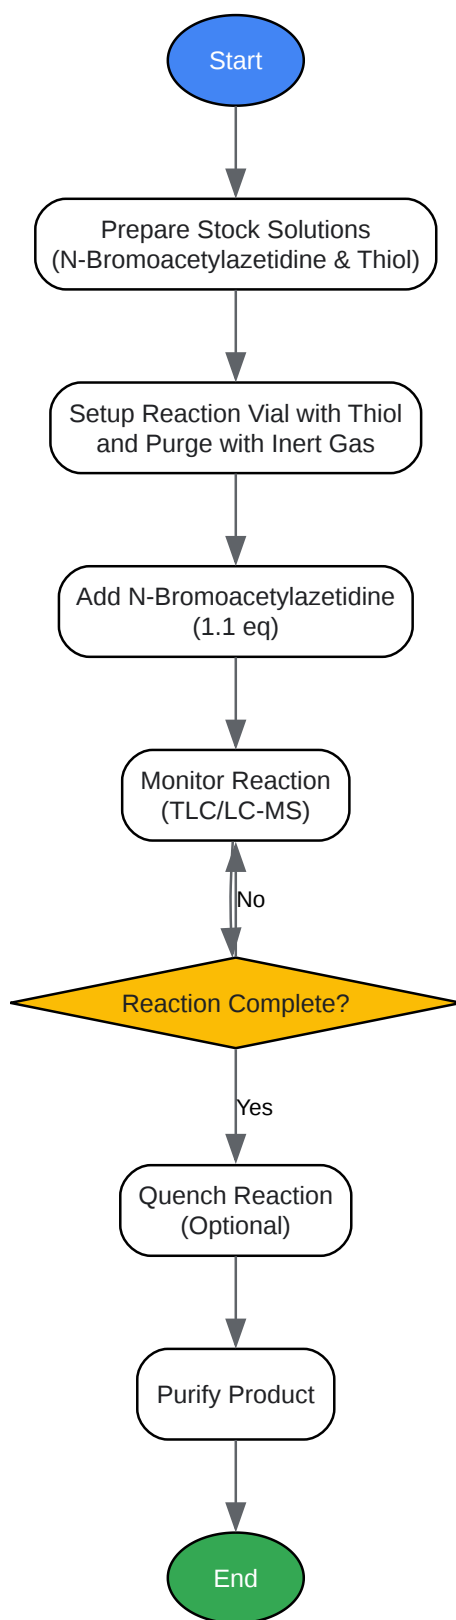 Start
Prepare Stock Solutions
(N-Bromoacetylazetidine & Thiol)
Setup Reaction Vial with Thiol
and Purge with Inert Gas
Add N-Bromoacetylazetidine
(1.1 eq)
Monitor Reaction
(TLC/LC-MS)
No
Reaction Complete?
Yes
Quench Reaction
(Optional)
Purify Product
End